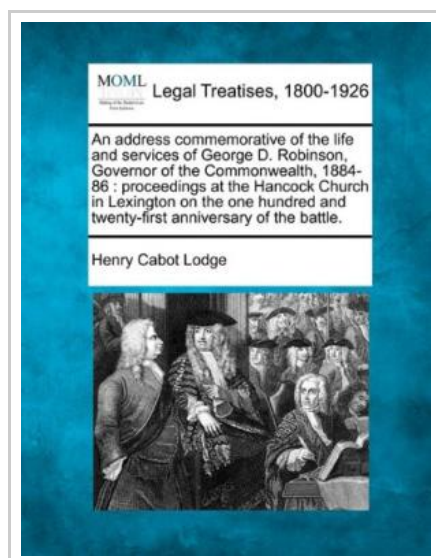 MOML Legal Treatises, 1800-1926
An address commemorative of the life
and services of George D. Robinson,
Governor of the Commonwealth, 1884-
86 : proceedings at the Hancock Church
in Lexington on the one hundred and
twenty-first anniversary of the battle.
Henry Cabot Lodge